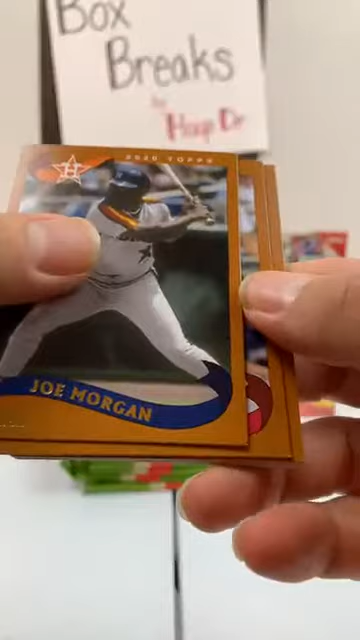 Box
Breaks
by
Hoop Dr
2020 TOPPS
H
JOE MORGAN